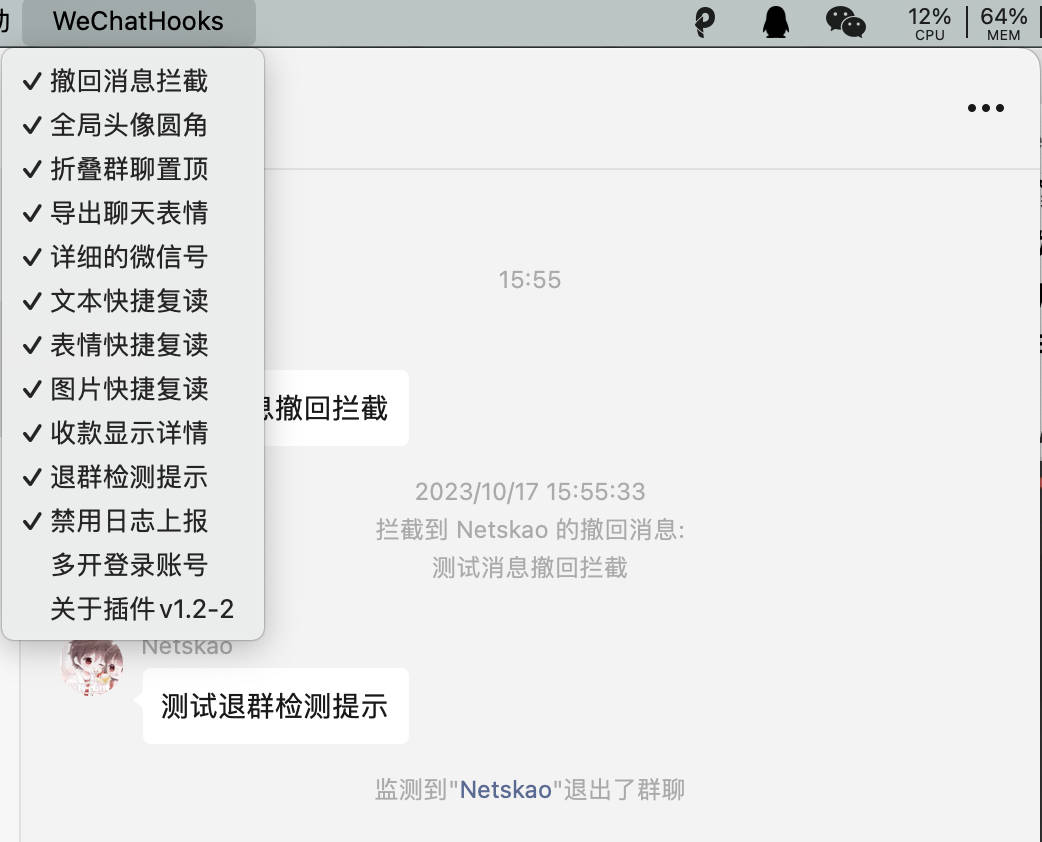 助 WeChatHooks 12% 64%
CPU MEM
撤回消息拦截
全局头像圆角
折叠群聊置顶
导出聊天表情
详细的微信号
文本快捷复读
表情快捷复读
图片快捷复读
收款显示详情
退群检测提示
禁用日志上报
多开登录账号
关于插件v1.2-2
15:55
息撤回拦截
2023/10/17 15:55:33
拦截到 Netskao 的撤回消息:
测试消息撤回拦截
Netskao
测试退群检测提示
监测到"Netskao"退出了群聊